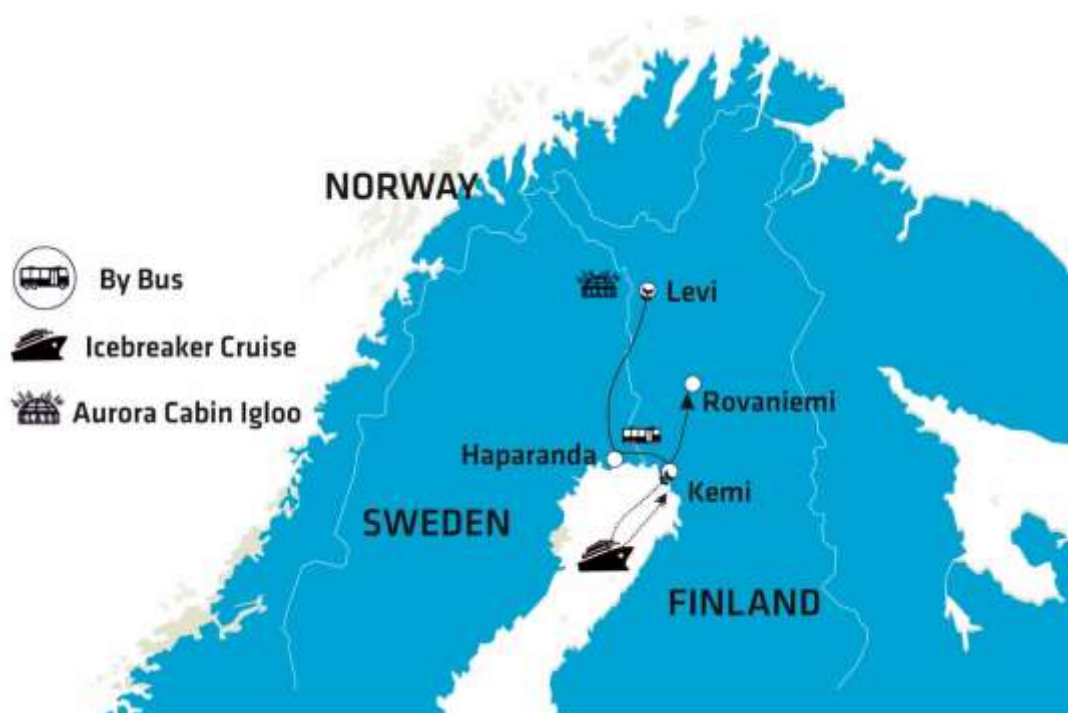 NORWAY
By Bus
Levi
Icebreaker Cruise
Rovaniemi
Aurora Cabin Igloo
Haparanda
Kemi
SWEDEN
FINLAND